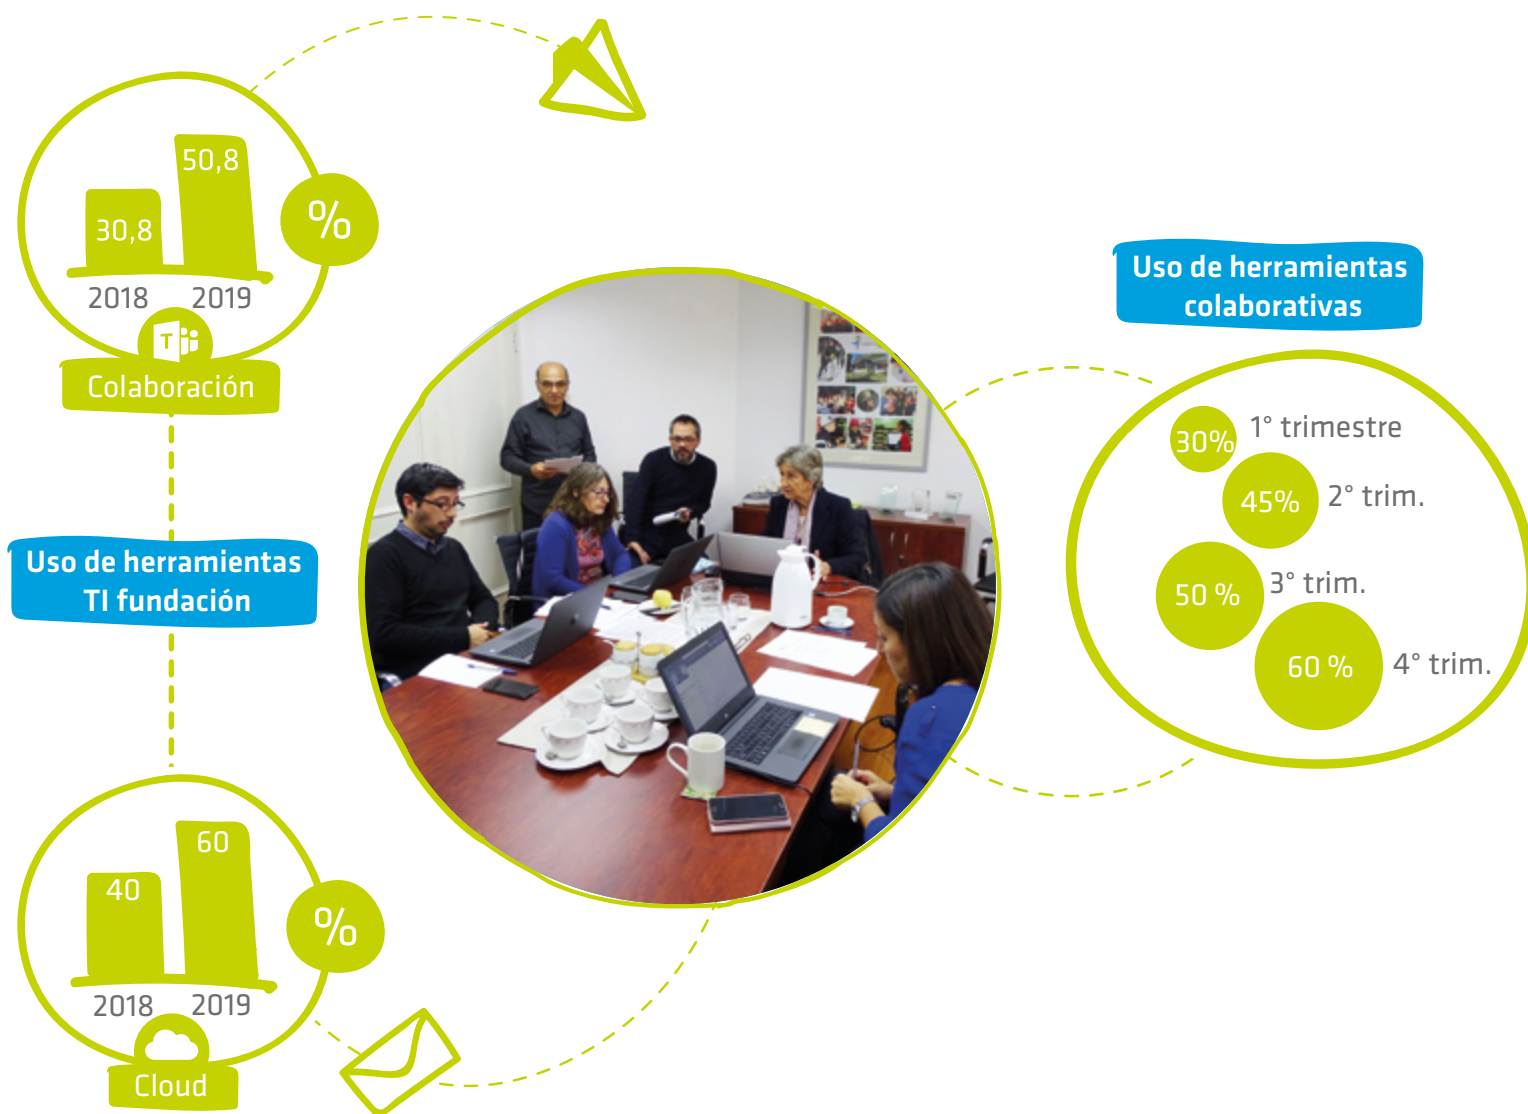 50,8
30,8
%
2018 2019
T
Colaboración
Uso de herramientas
TI fundación
60
40
%
2018 2019
Cloud
Uso de herramientas
colaborativas
30% 1° trimestre
45% 2° trim.
50 % 3° trim.
60 % 4° trim.